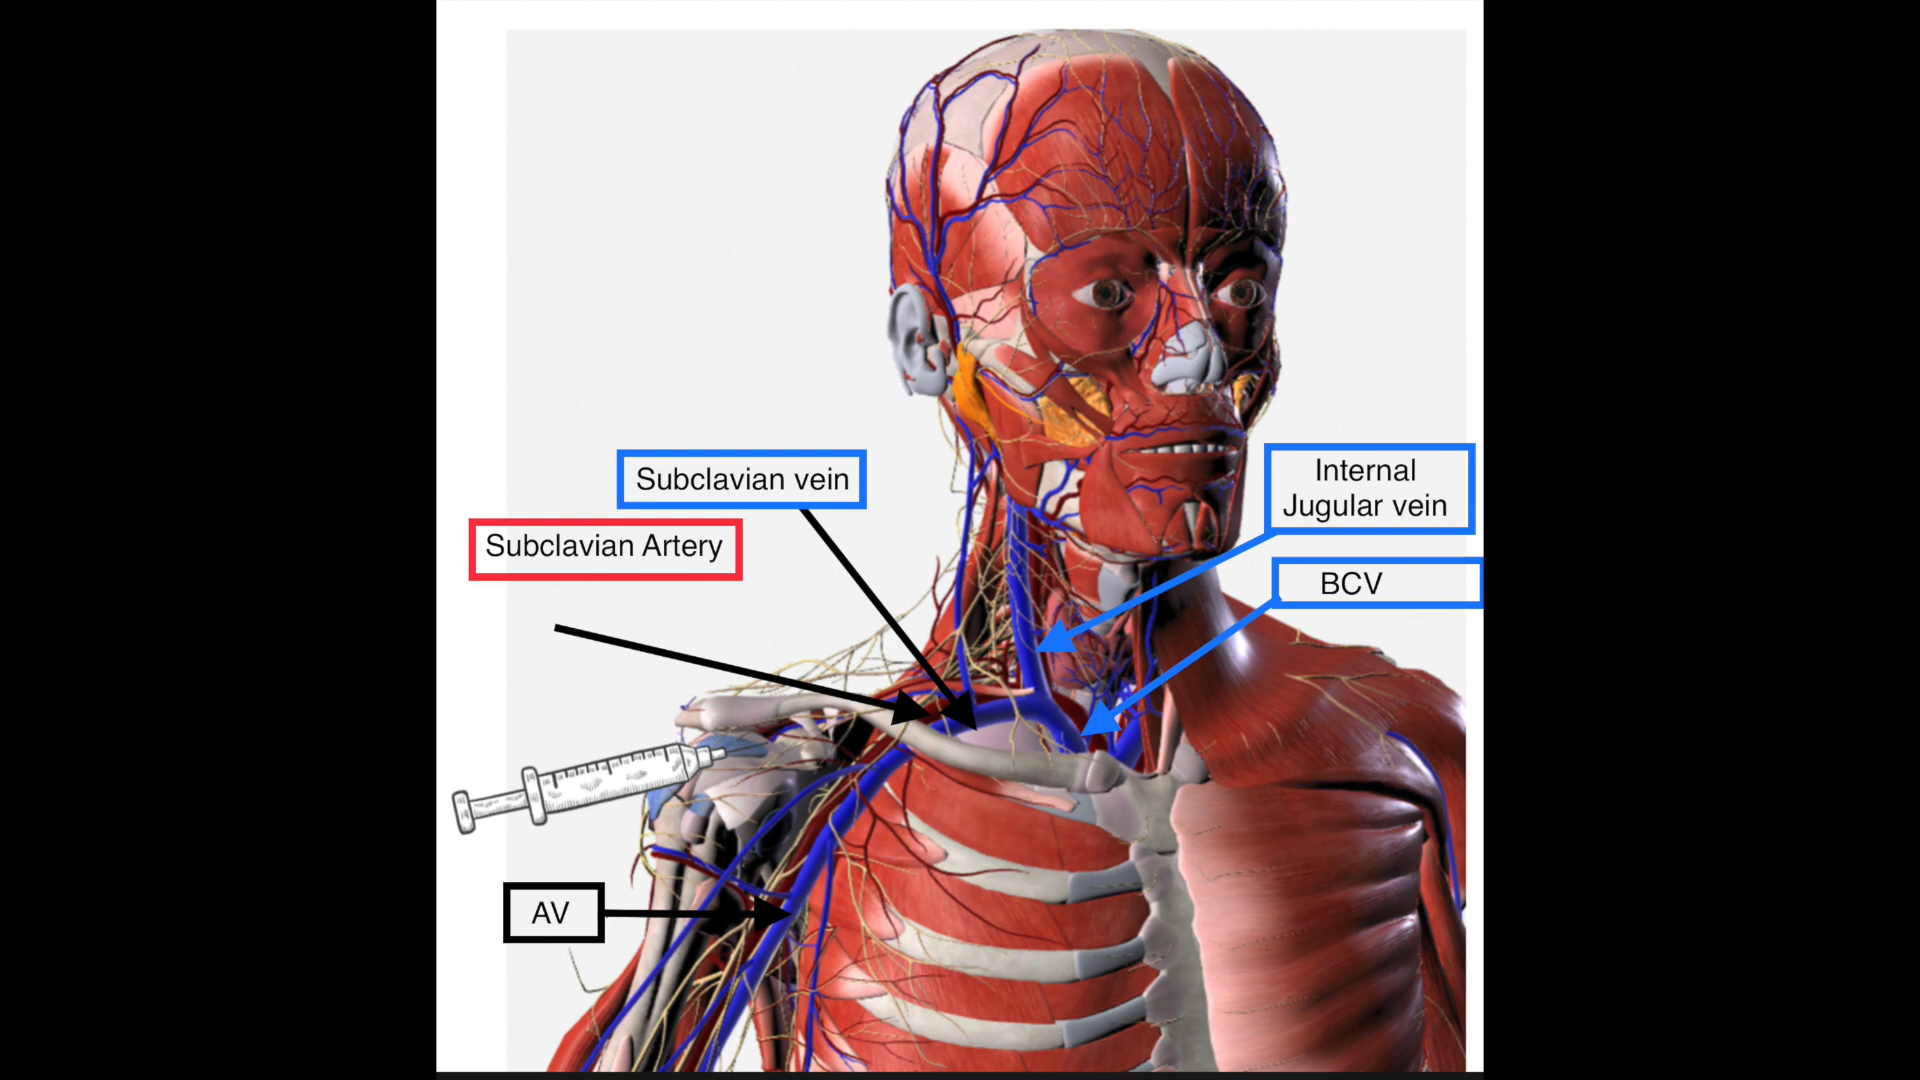 Subclavian vein
Subclavian Artery
Internal
Jugular vein
BCV
AV